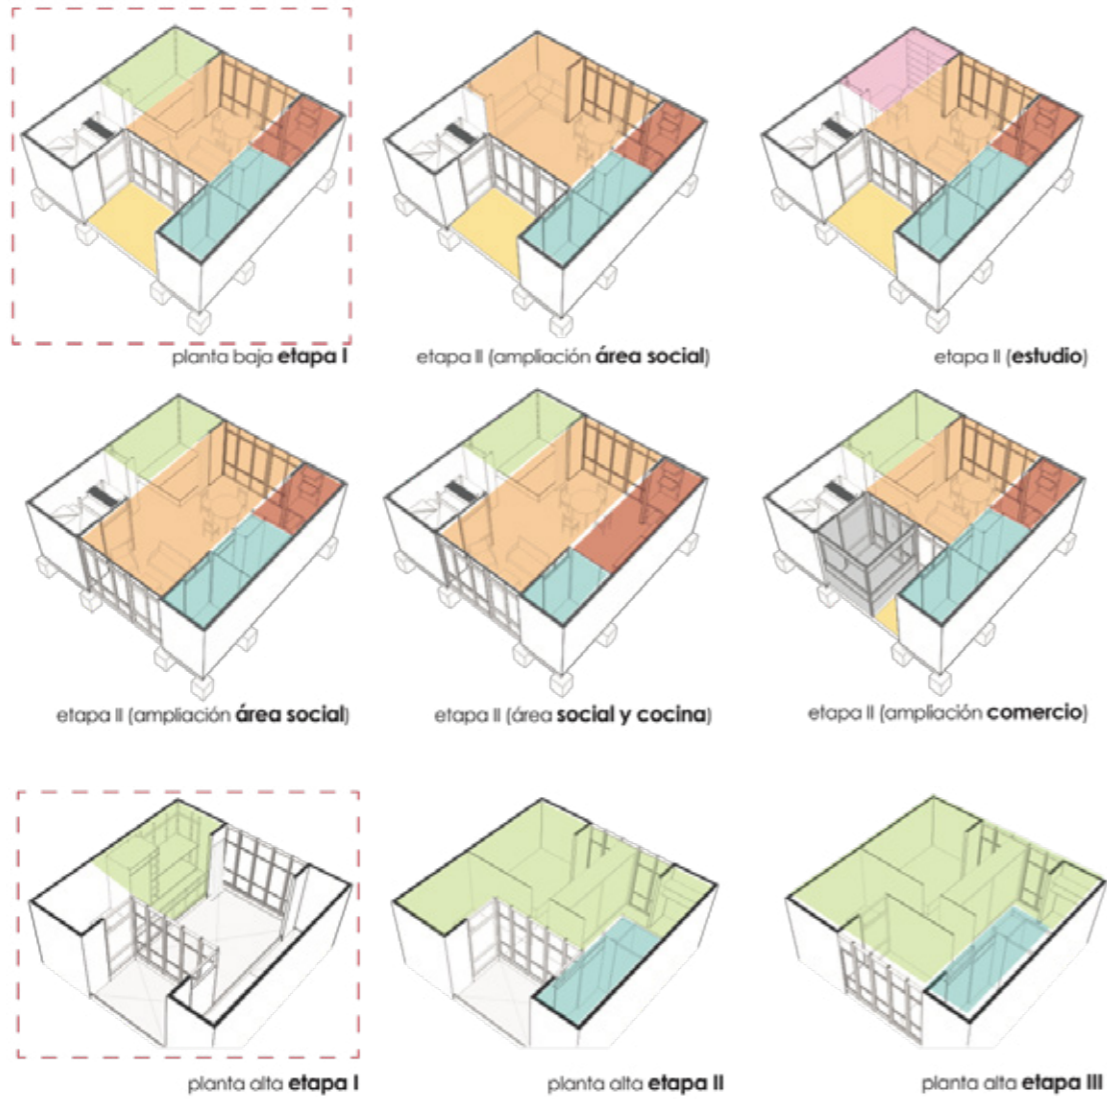 planta baja etapa I
etapa II (ampliación área social)
etapa II (estudio)
etapa II (ampliación área social)
etapa II (área social y cocina)
etapa II (ampliación comercio)
planta alta etapa I
planta alta etapa II
planta alta etapa III